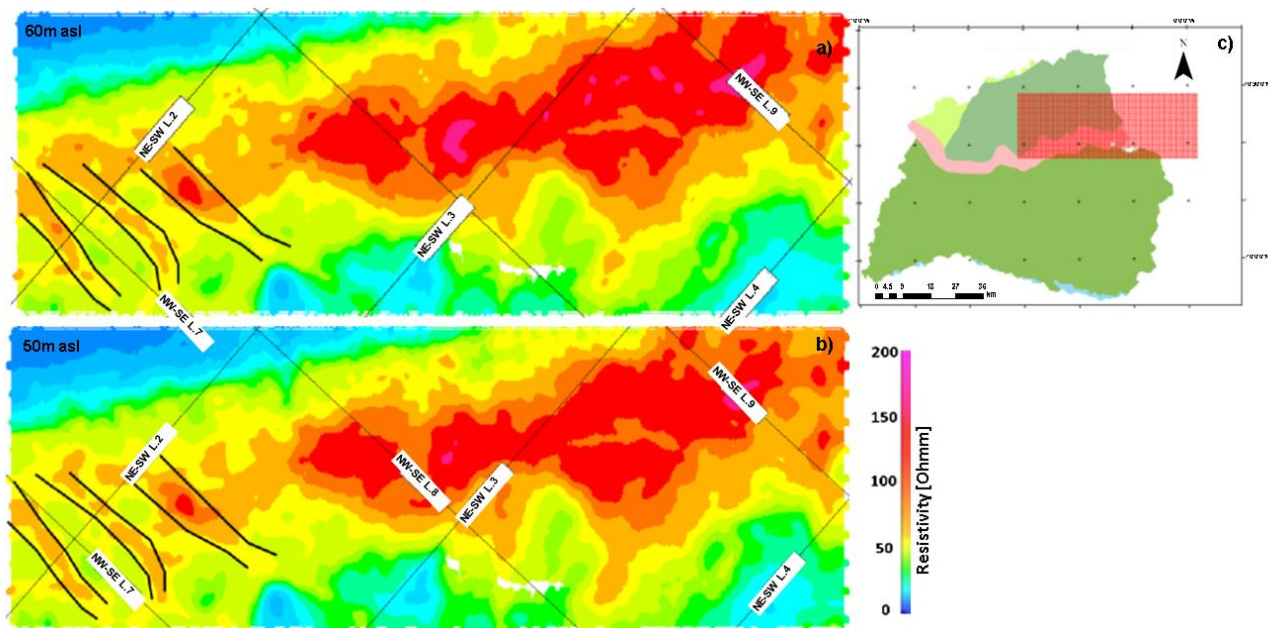 60m asl
a)
NE-SW L.2
NW-SE L.9
NE-SW L.3
NW-SE L.7
NE-SW L.4
c)
N
0 4.5 9 18 27 36
KM
50m asl
b)
NE-SW L.2
NW-SE L.9
NW-SE L.8
NE-SW L.3
NW-SE L.7
NE-SW L.4
200
150
100
50
0
Resistivity [Ohmm]